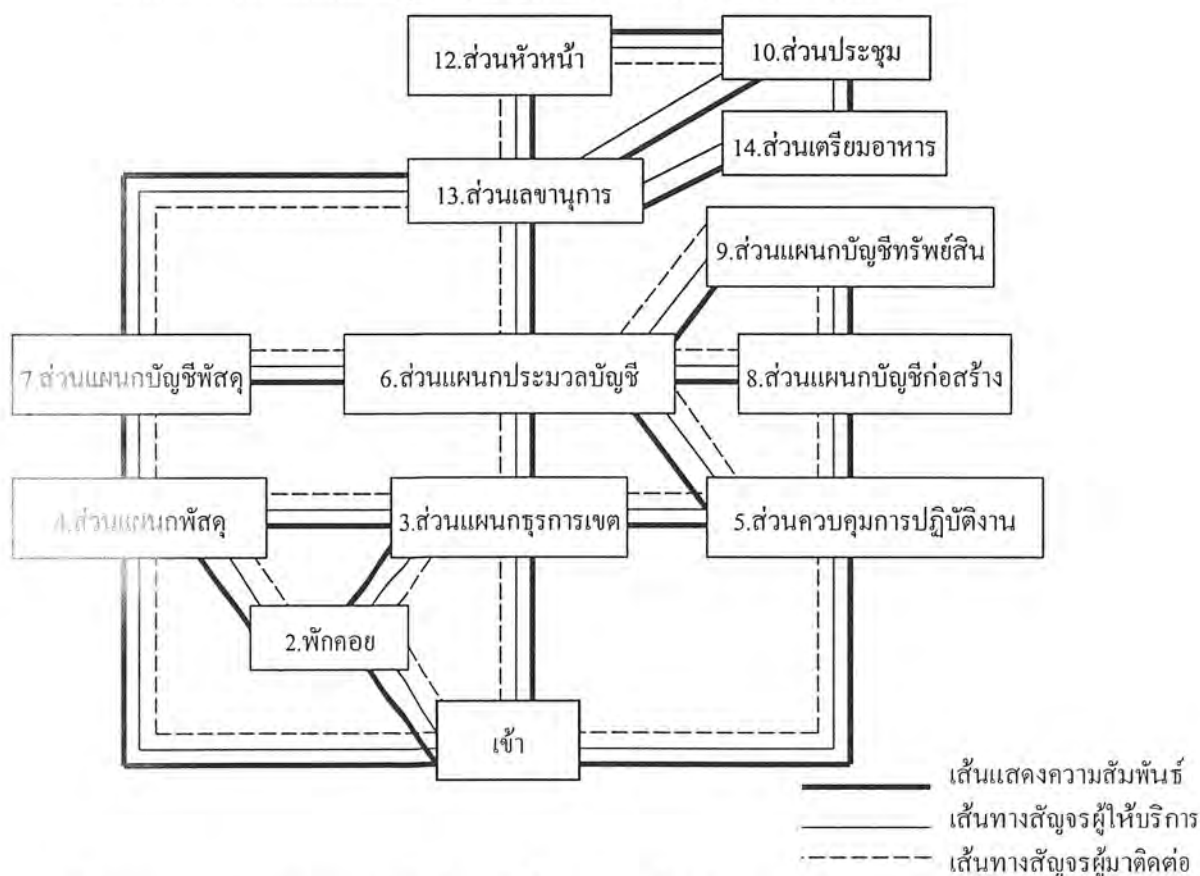 12.ส่วนหัวหน้า
10.ส่วนประชุม
14.ส่วนเตรียมอาหาร
13.ส่วนเลขานุการ
9.ส่วนแผนกบัญชีทรัพย์สิน
7.ส่วนแผนกบัญชีพัสดุ
6.ส่วนแผนกประมวลบัญชี
8.ส่วนแผนกบัญชีก่อสร้าง
4.ส่วนแผนกพัสดุ
3.ส่วนแผนกธุรการเขต
5.ส่วนควบคุมการปฏิบัติงาน
2.พักคอย
เข้า
เส้นแสดงความสัมพันธ์
เส้นทางสัญจรผู้ให้บริการ
เส้นทางสัญจรผู้มาติดต่อ